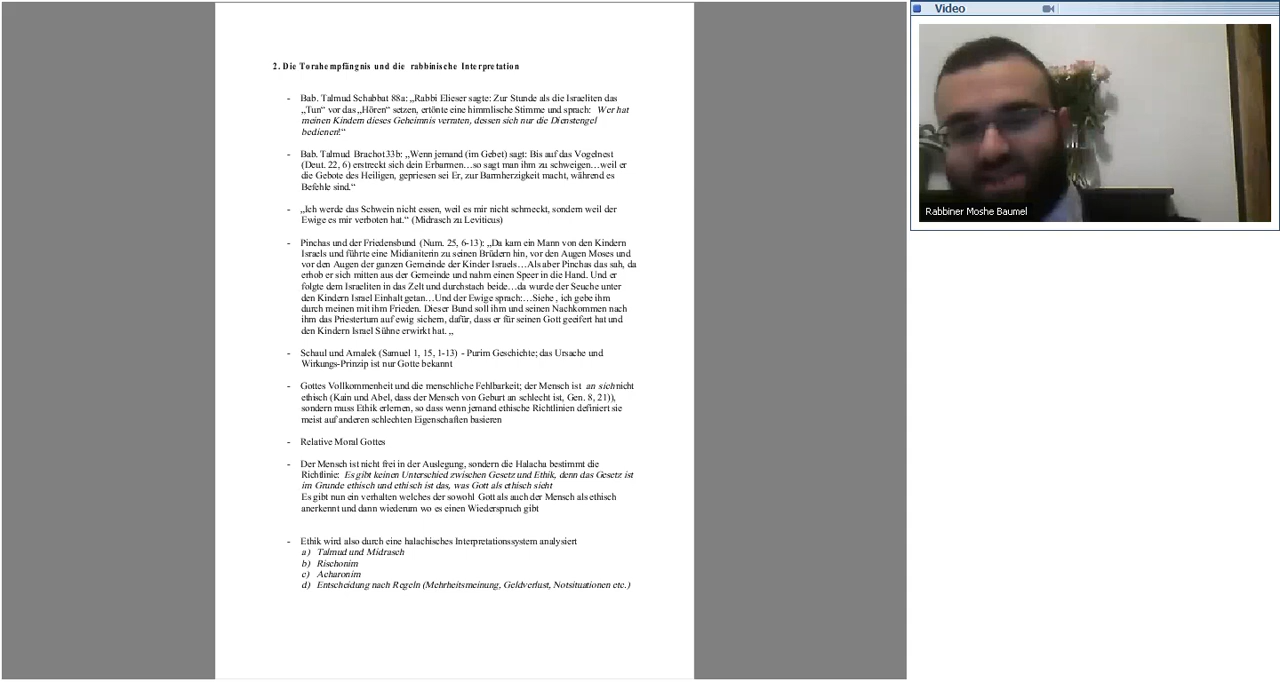 2. Die Torahempfängnis und die rabbinische Interpretation
- Bab. Talmud Schabbat 88a: „Rabbi Elieser sagte: Zur Stunde als die Israeliten das
„Tun“ vor das „Hören“ setzen, ertönte eine himmlische Stimme und sprach: Wer hat
meinen Kindern dieses Geheimnis verraten, dessen sich nur die Dienstengel
bedienen!“
- Bab. Talmud Brachot 33b: „Wenn jemand (im Gebet) sagt: Bis auf das Vogelnest
(Deut. 22, 6) erstreckt sich dein Erbarmen…so sagt man ihm zu schweigen…weil er
die Gebote des Heiligen, gepriesen sei Er, zur Barmherzigkeit macht, während es
Befehle sind.“
- „Ich werde das Schwein nicht essen, weil es mir nicht schmeckt, sondern weil der
Ewige es mir verboten hat.“ (Midrasch zu Leviticus)
- Pinchas und der Friedensbund (Num. 25, 6-13): „Da kam ein Mann von den Kindern
Israels und führte eine Midianiterin zu seinen Brüdern hin, vor den Augen Moses und
vor den Augen der ganzen Gemeinde der Kinder Israels…Als aber Pinchas das sah, da
erhob er sich mitten aus der Gemeinde und nahm einen Speer in die Hand. Und er
folgte dem Israeliten in das Zelt und durchstach beide…da wurde der Seuche unter
den Kindern Israel Einhalt getan…Und der Ewige sprach:…Siehe , ich gebe ihm
durch meinen mit ihm Frieden. Dieser Bund soll ihm und seinen Nachkommen nach
ihm das Priestertum auf ewig sichern, dafür, dass er für seinen Gott geeifert hat und
den Kindern Israel Sühne erwirkt hat. „
- Schaul und Amalek (Samuel 1, 15, 1-13) - Purim Geschichte; das Ursache und
Wirkungs-Prinzip ist nur Gotte bekannt
- Gottes Vollkommenheit und die menschliche Fehlbarkeit; der Mensch ist an sich nicht
ethisch (Kain und Abel, dass der Mensch von Geburt an schlecht ist, Gen. 8, 21)),
sondern muss Ethik erlernen, so dass wenn jemand ethische Richtlinien definiert sie
meist auf anderen schlechten Eigenschaften basieren
- Relative Moral Gottes
- Der Mensch ist nicht frei in der Auslegung, sondern die Halacha bestimmt die
Richtlinie: Es gibt keinen Unterschied zwischen Gesetz und Ethik, denn das Gesetz ist
im Grunde ethisch und ethisch ist das, was Gott als ethisch sieht
Es gibt nun ein verhalten welches der sowohl Gott als auch der Mensch als ethisch
anerkennt und dann wiederum wo es einen Wiederspruch gibt
- Ethik wird also durch eine halachisches Interpretationssystem analysiert
a) Talmud und Midrasch
b) Rischonim
c) Acharonim
d) Entscheidung nach Regeln (Mehrheitsmeinung, Geldverlust, Notsituationen etc.)
Video
Rabbiner Moshe Baumel